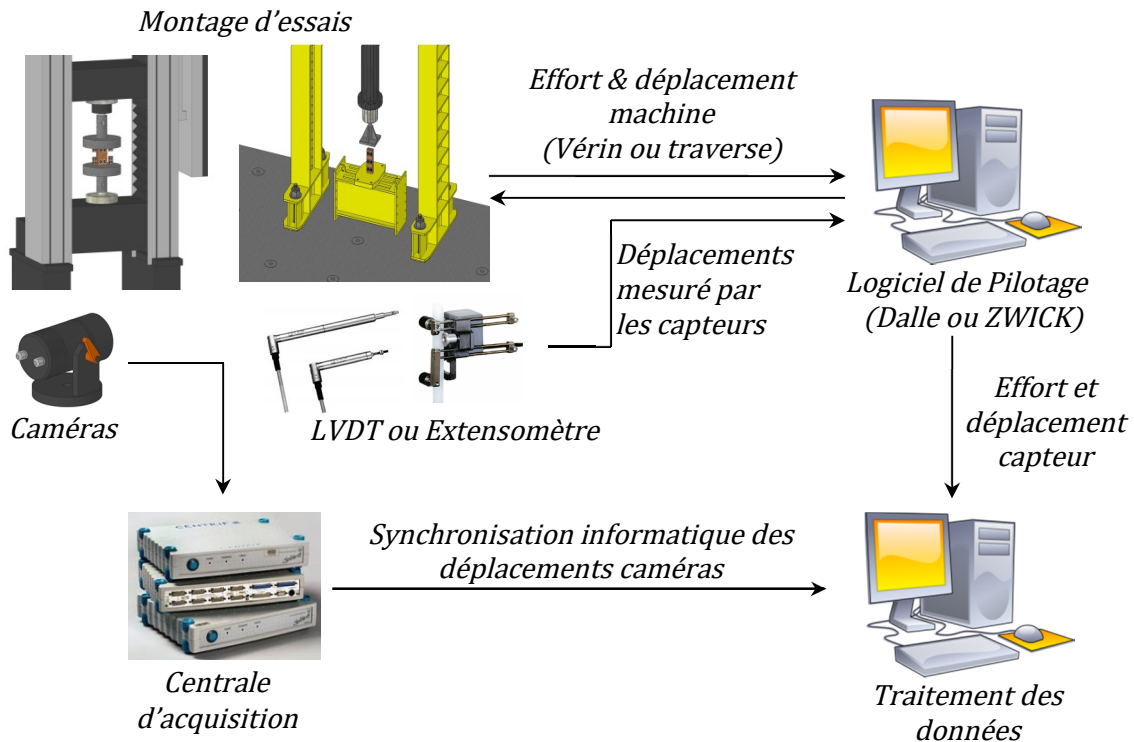 Montage d'essais
Effort & déplacement
machine
(Vérin ou traverse)
Déplacements
mesuré par
les capteurs
Logiciel de Pilotage
(Dalle ou ZWICK)
Caméras
LVDT ou Extensomètre
Effort et
déplacement
capteur
Synchronisation informatique des
déplacements caméras
Centrale
d'acquisition
Traitement des
données